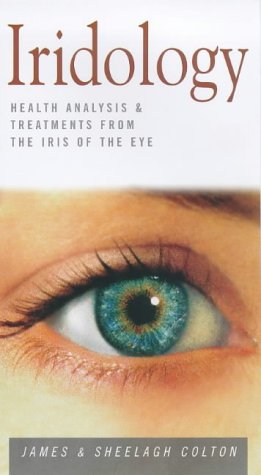 Iridology
HEALTH ANALYSIS &
TREATMENTS FROM
THE IRIS OF THE EYE
JAMES & SHEELAGH COLTON